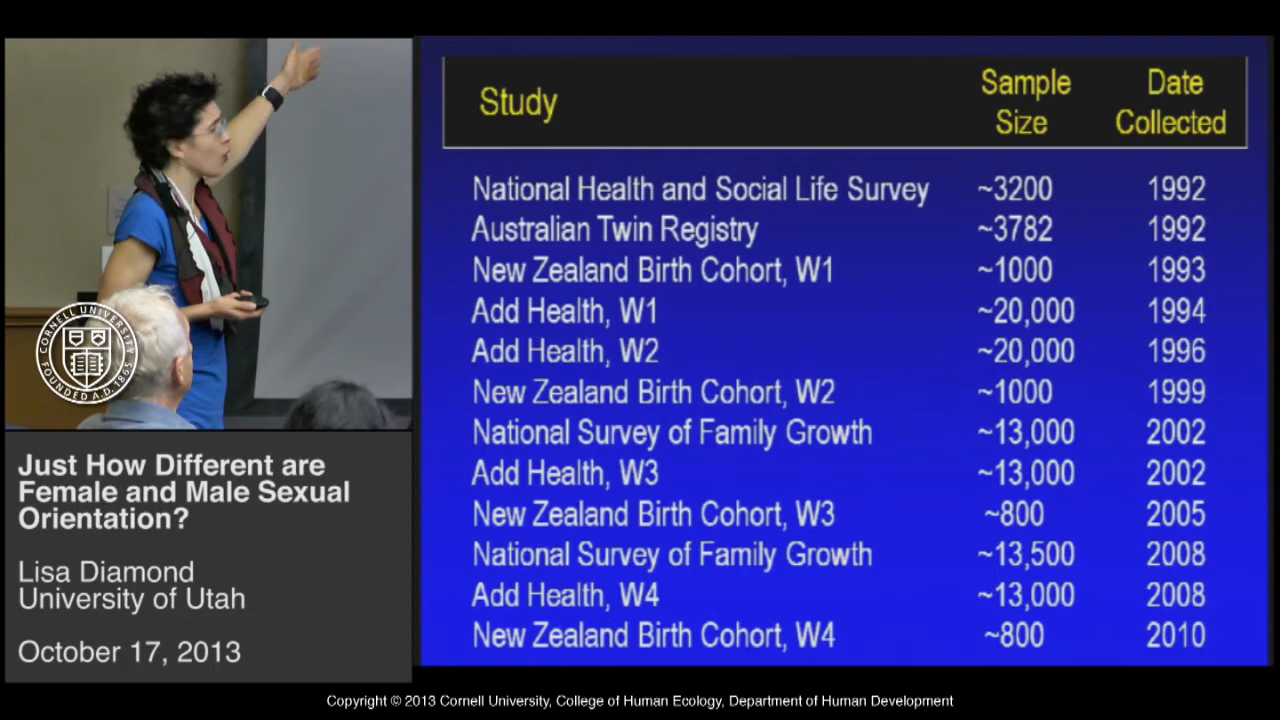 Study Sample Size Date Collected
National Health and Social Life Survey ~3200 1992
Australian Twin Registry ~3782 1992
New Zealand Birth Cohort, W1 ~1000 1993
Add Health, W1 ~20,000 1994
Add Health, W2 ~20,000 1996
New Zealand Birth Cohort, W2 ~1000 1999
National Survey of Family Growth ~13,000 2002
Add Health, W3 ~13,000 2002
New Zealand Birth Cohort, W3 ~800 2005
National Survey of Family Growth ~13,500 2008
Add Health, W4 ~13,000 2008
New Zealand Birth Cohort, W4 ~800 2010
CORNELL UNIVERSITY
FOUNDED A.D. 1865
Just How Different are
Female and Male Sexual
Orientation?
Lisa Diamond
University of Utah
October 17, 2013
Copyright © 2013 Cornell University, College of Human Ecology, Department of Human Development